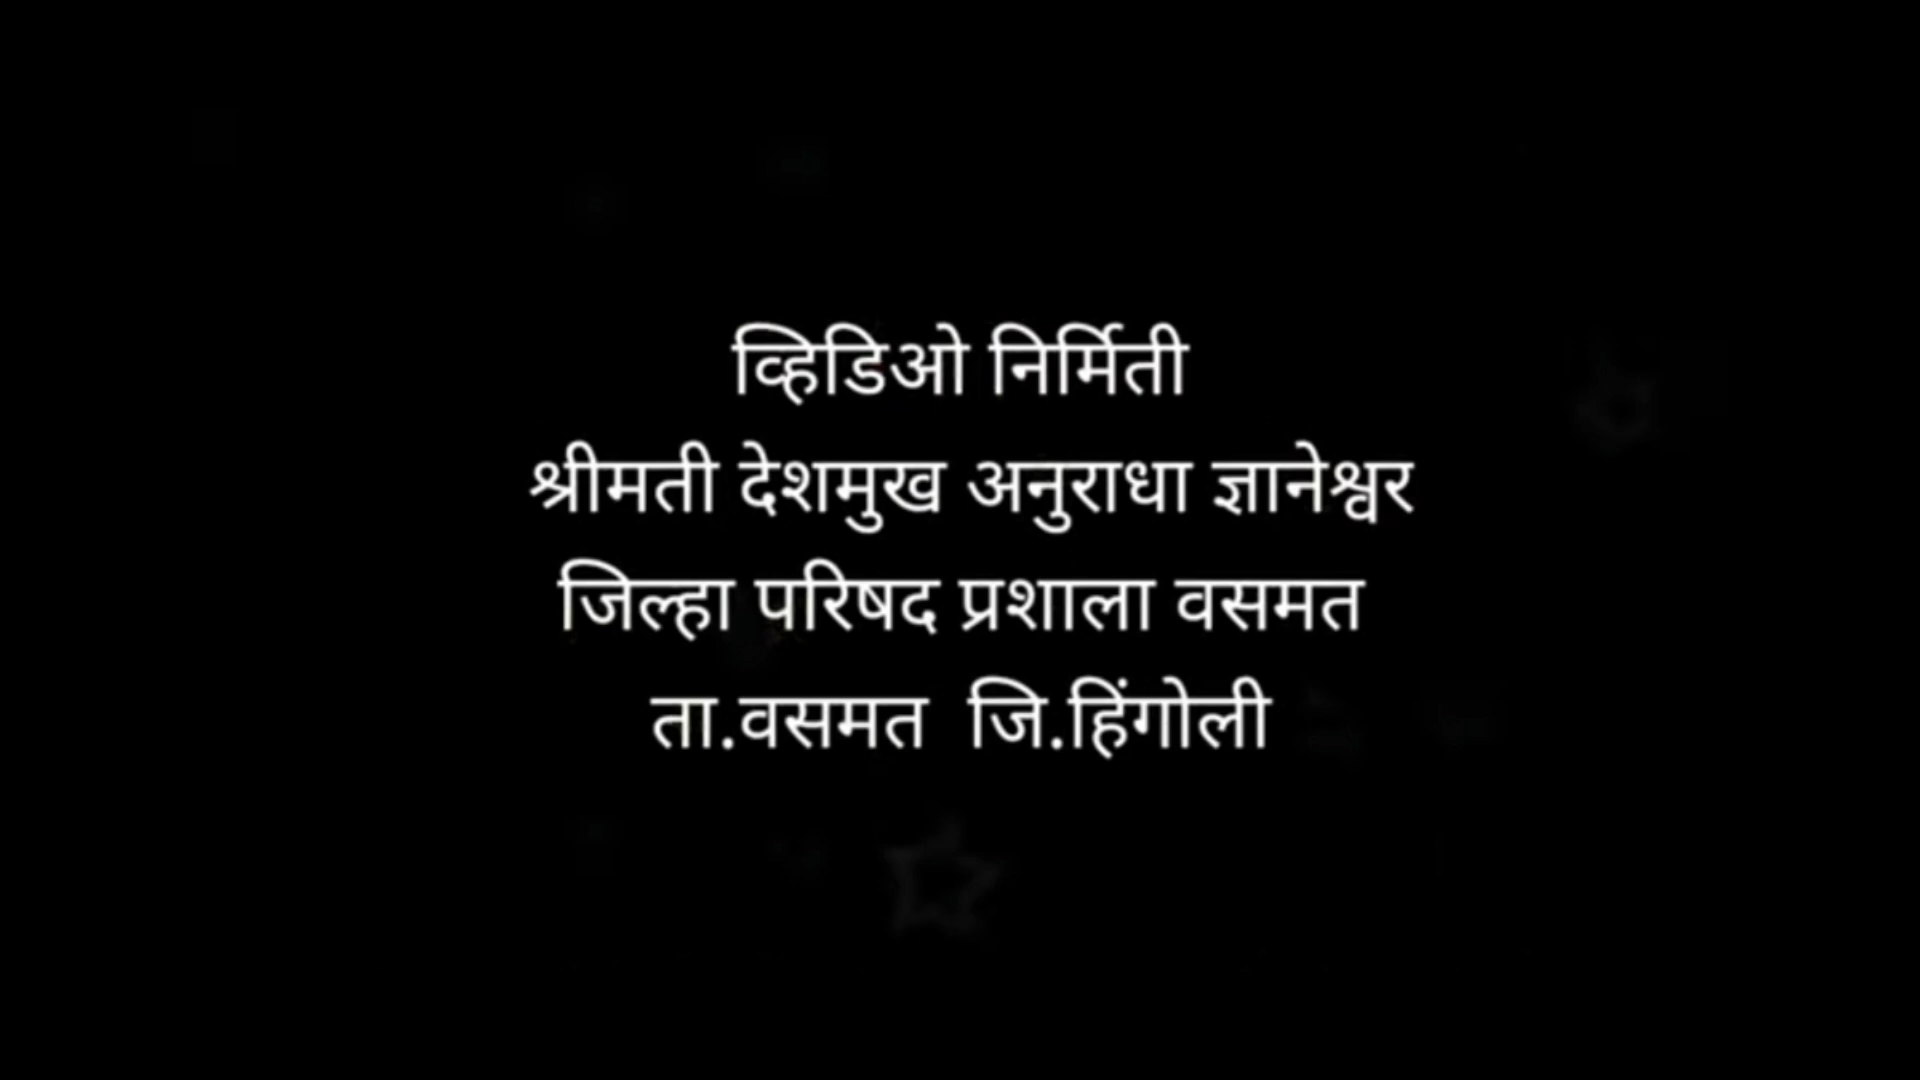 व्हिडिओ निर्मिती
श्रीमती देशमुख अनुराधा ज्ञानेश्वर
जिल्हा परिषद प्रशाला वसमत
ता.वसमत  जि.हिंगोली